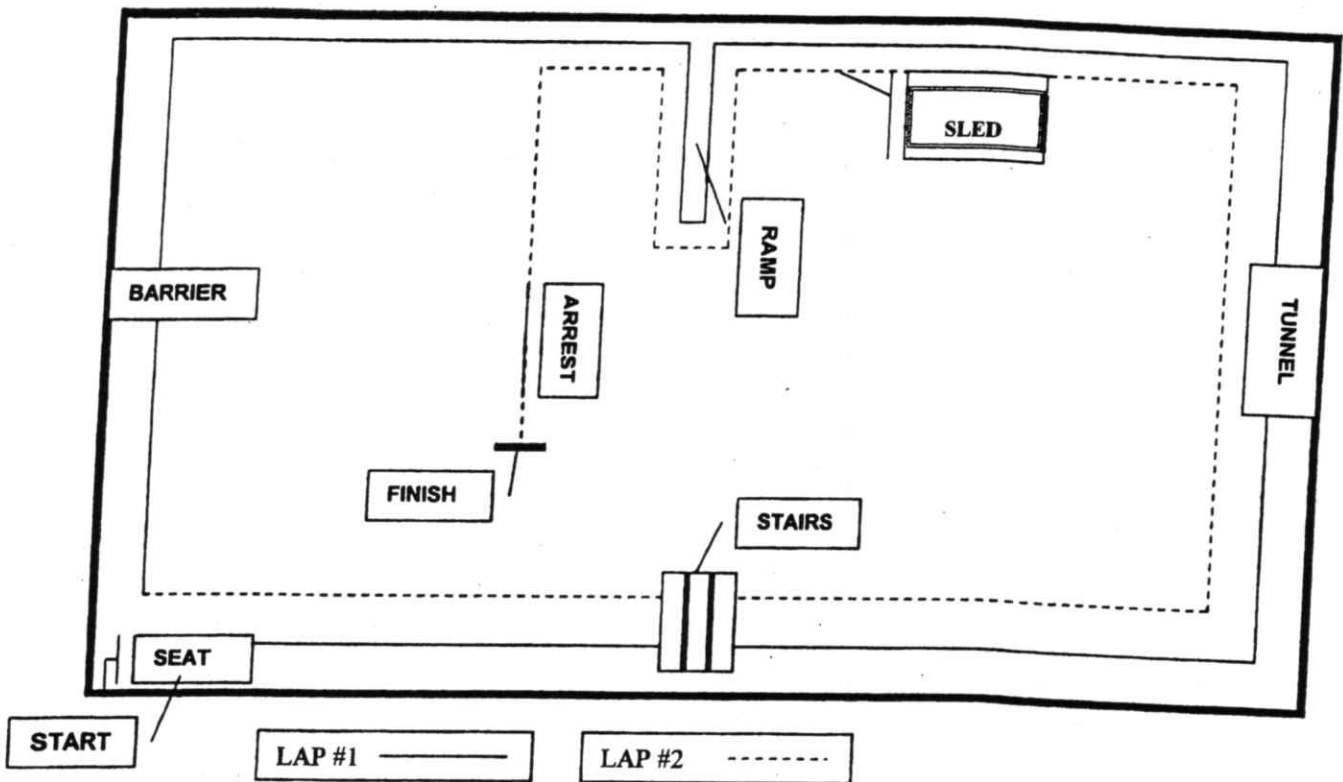 SLED
RAMP
BARRIER
ARREST
TUNNEL
FINISH
STAIRS
SEAT
START
LAP #1
LAP #2